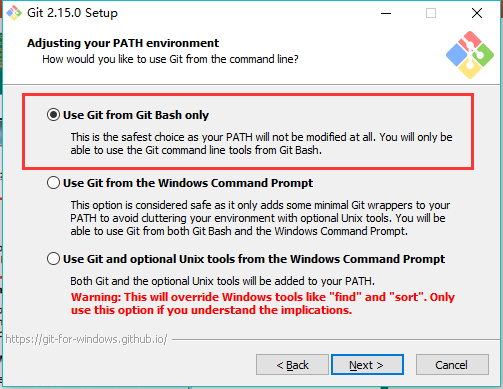 Git 2.15.0 Setup
Adjusting your PATH environment
How would you like to use Git from the command line?
Use Git from Git Bash only
This is the safest choice as your PATH will not be modified at all. You will only be
able to use the Git command line tools from Git Bash.
Use Git from the Windows Command Prompt
This option is considered safe as it only adds some minimal Git wrappers to your
PATH to avoid cluttering your environment with optional Unix tools. You will be
able to use Git from both Git Bash and the Windows Command Prompt.
Use Git and optional Unix tools from the Windows Command Prompt
Both Git and the optional Unix tools will be added to your PATH.
Warning: This will override Windows tools like "find" and "sort". Only
use this option if you understand the implications.
https://git-for-windows.github.io/
< Back
Next >
Cancel